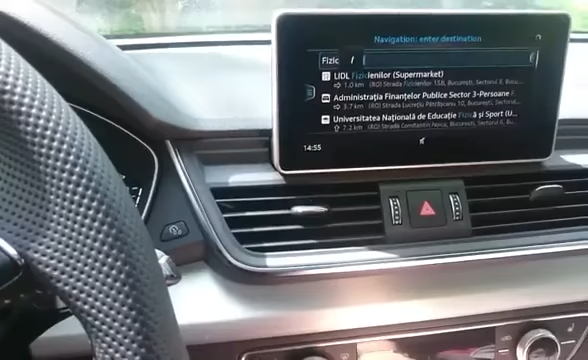 Navigation: enter destination
Fizic /
LIDL Fizicienilor (Supermarket)
1.0 km (RO) Strada Fizicienilor 15B, București, Sectorul 3, Bucu...
Administrația Finanțelor Publice Sector 3-Persoane F
3.7 km (RO) Strada Lucrețiu Pătrășcanu 10, București, Sectorul
Universitatea Națională de Educație Fizică și Sport (U...
7.2 km (RO) Strada Constantin Noica, București, Sectorul 6, Bu...
14:55